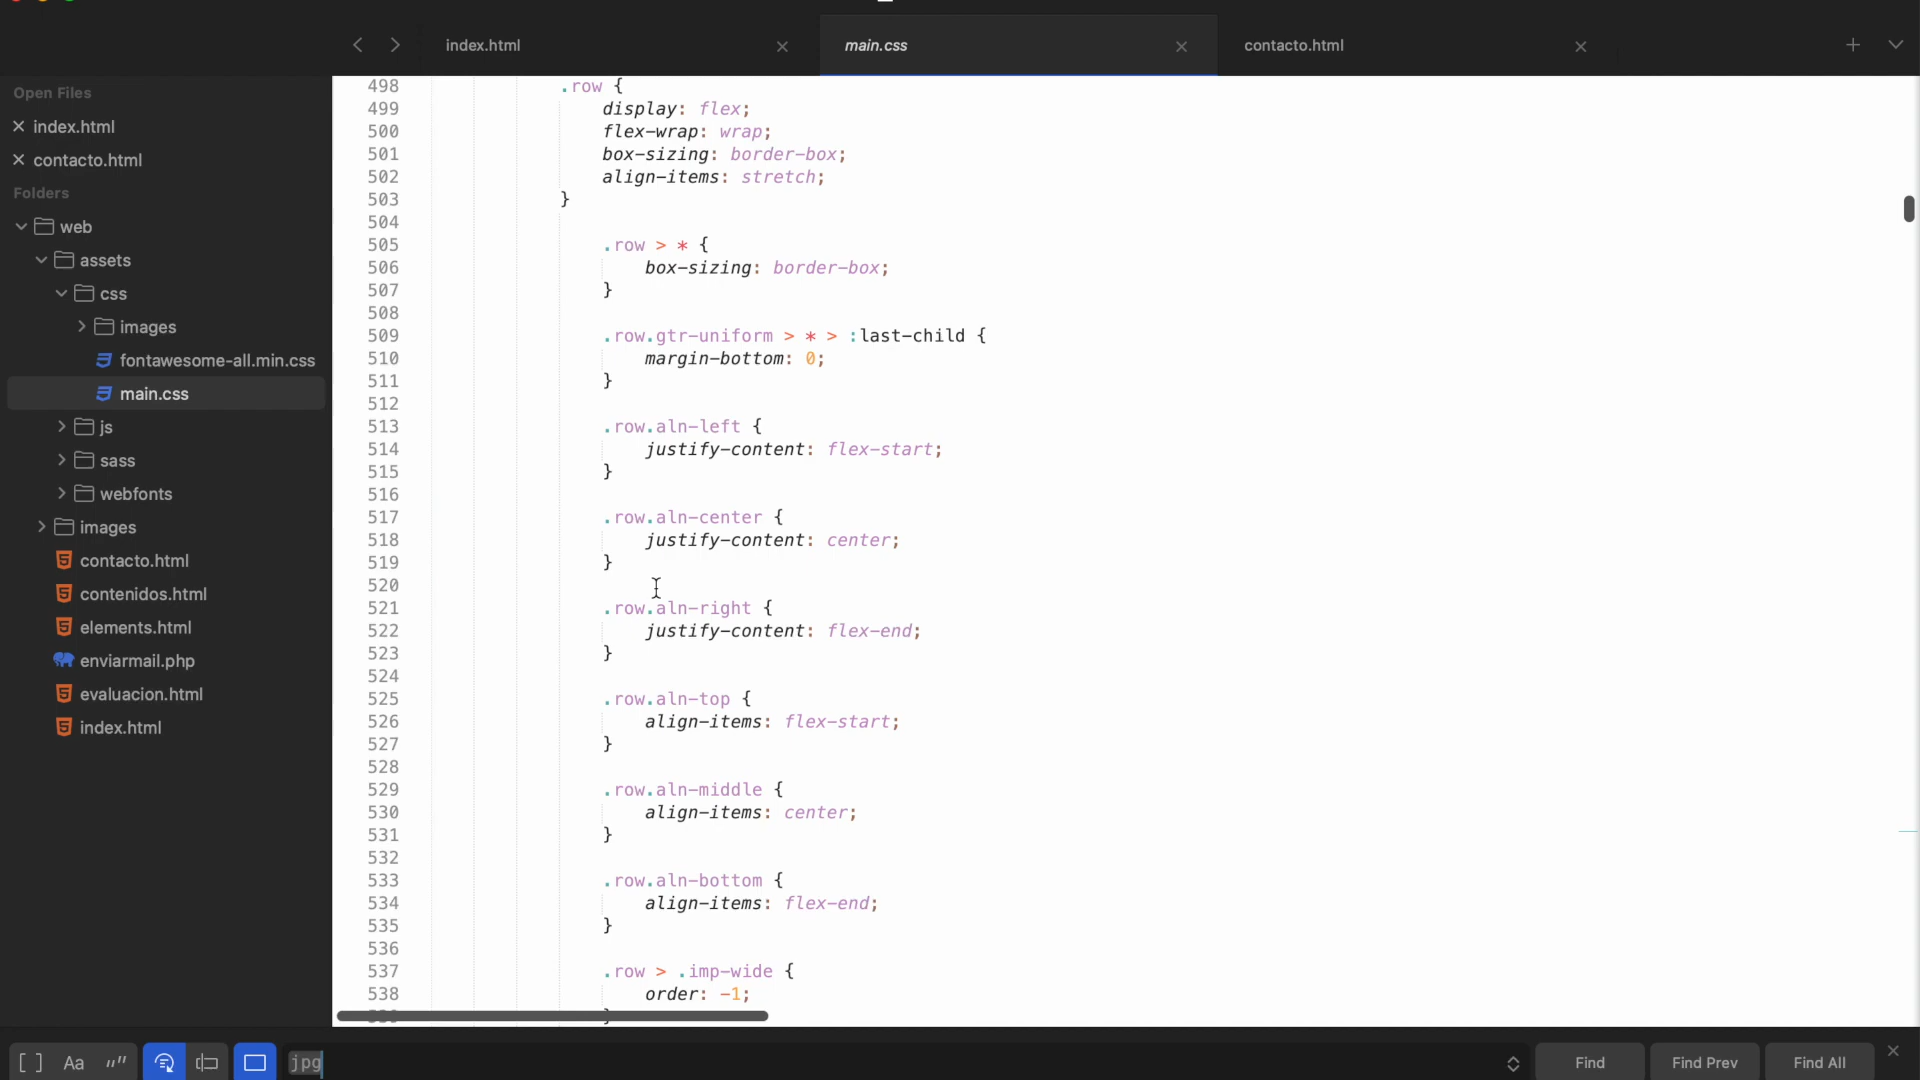 index.html
main.css
contacto.html
Open Files
index.html
contacto.html
Folders
web
assets
css
images
fontawesome-all.min.css
main.css
js
sass
webfonts
images
contacto.html
contenidos.html
elements.html
enviarmail.php
evaluacion.html
index.html
498 .row {
499 display: flex;
500 flex-wrap: wrap;
501 box-sizing: border-box;
502 align-items: stretch;
503 }
504
505 .row > * {
506 box-sizing: border-box;
507 }
508
509 .row.gtr-uniform > * > :last-child {
510 margin-bottom: 0;
511 }
512
513 .row.aln-left {
514 justify-content: flex-start;
515 }
516
517 .row.aln-center {
518 justify-content: center;
519 }
520
521 .row.aln-right {
522 justify-content: flex-end;
523 }
524
525 .row.aln-top {
526 align-items: flex-start;
527 }
528
529 .row.aln-middle {
530 align-items: center;
531 }
532
533 .row.aln-bottom {
534 align-items: flex-end;
535 }
536
537 .row > .imp-wide {
538 order: -1;
539 }
[ ] Aa “” jpg Find Find Prev Find All